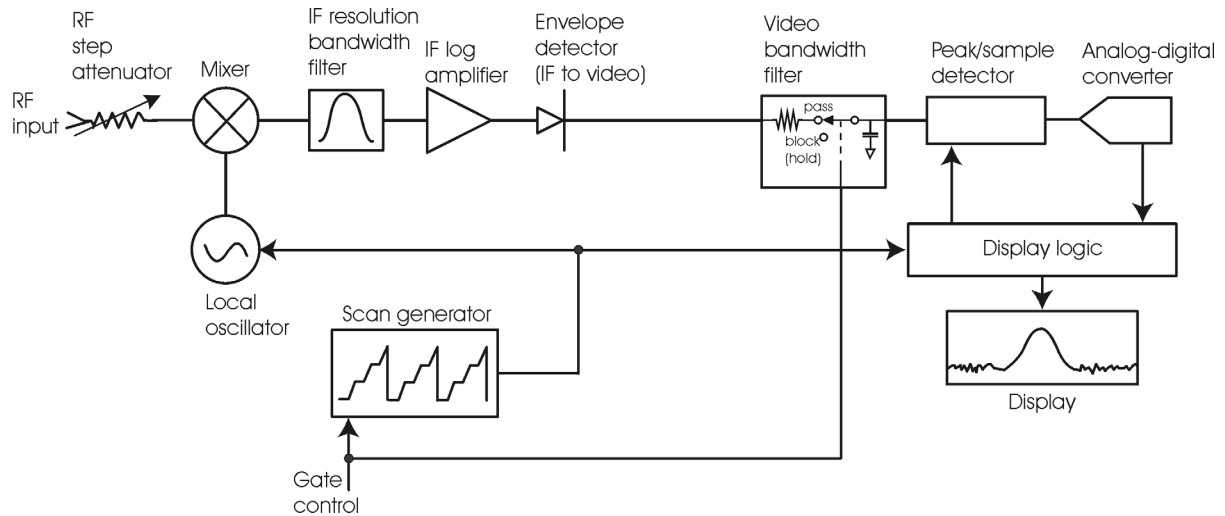 RF
step
attenuator
RF
input
Mixer
IF resolution
bandwidth
filter
IF log
amplifier
Envelope
detector
(IF to video)
Video
bandwidth
filter
pass
block
(hold)
Peak/sample
detector
Analog-digital
converter
Local
oscillator
Scan generator
Display logic
Display
Gate
control